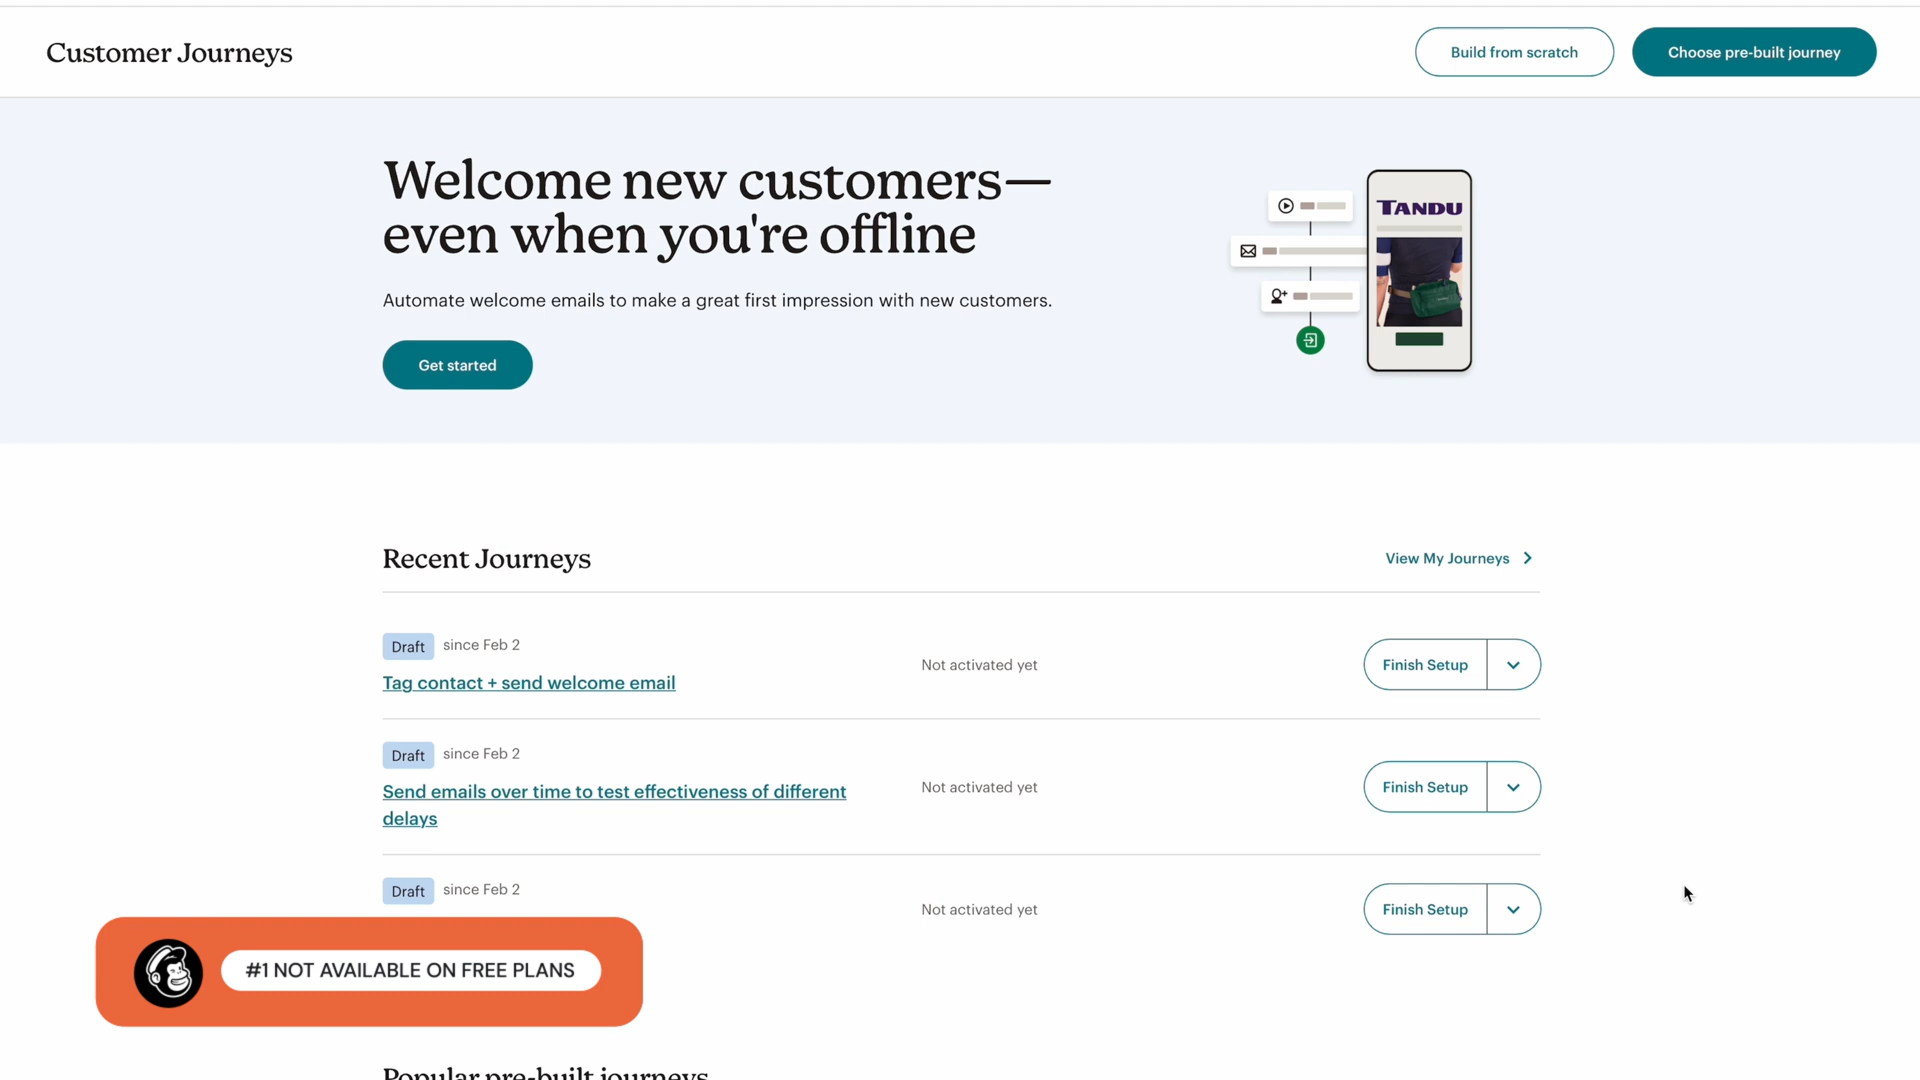 Customer Journeys
Build from scratch
Choose pre-built journey
Welcome new customers—
even when you're offline
Automate welcome emails to make a great first impression with new customers.
Get started
TANDU
Recent Journeys
View My Journeys
Draft since Feb 2
Tag contact + send welcome email
Not activated yet
Finish Setup
Draft since Feb 2
Send emails over time to test effectiveness of different
delays
Not activated yet
Finish Setup
Draft since Feb 2
Not activated yet
Finish Setup
#1 NOT AVAILABLE ON FREE PLANS
Popular pre-built journeys